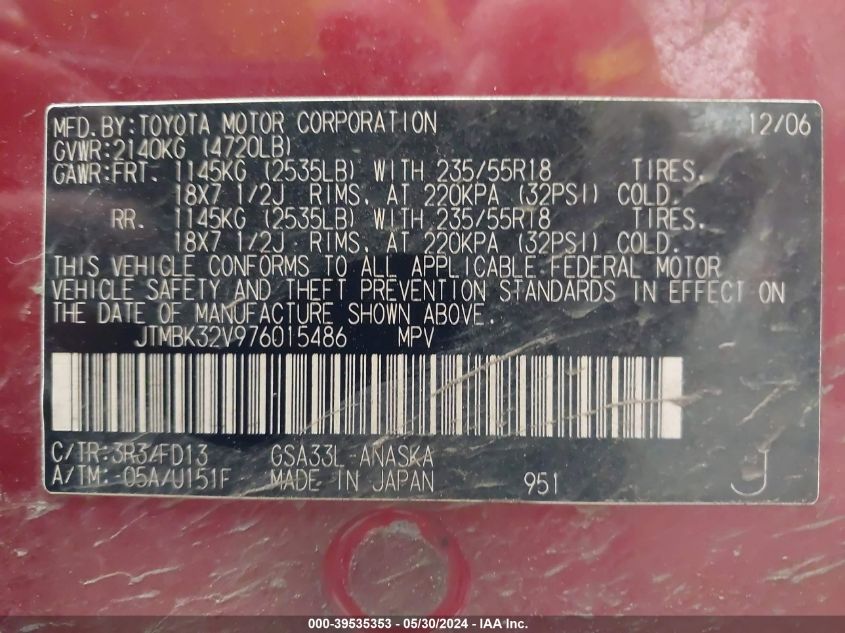 MFD.BY:TOYOTA MOTOR CORPORATION 12/06
GVWR:2140KG (4720LB)
GAWR:FRT. 1145KG (2535LB) WITH 235/55R18 TIRES.
18X7 1/2J RIMS, AT 220KPA (32PSI) COLD.
RR. 1145KG (2535LB) WITH 235/55R18 TIRES.
18X7 1/2J RIMS, AT 220KPA (32PSI) COLD.
THIS VEHICLE CONFORMS TO ALL APPLICABLE FEDERAL MOTOR
VEHICLE SAFETY AND THEFT PREVENTION STANDARDS IN EFFECT ON
THE DATE OF MANUFACTURE SHOWN ABOVE.
JTMBK32V976015486 MPV
C/TR:3R3/FD13 GSA33L ANASKA
A/TM:-05A/U151F MADE IN JAPAN 951 J
000-39535353 - 05/30/2024 - IAA Inc.